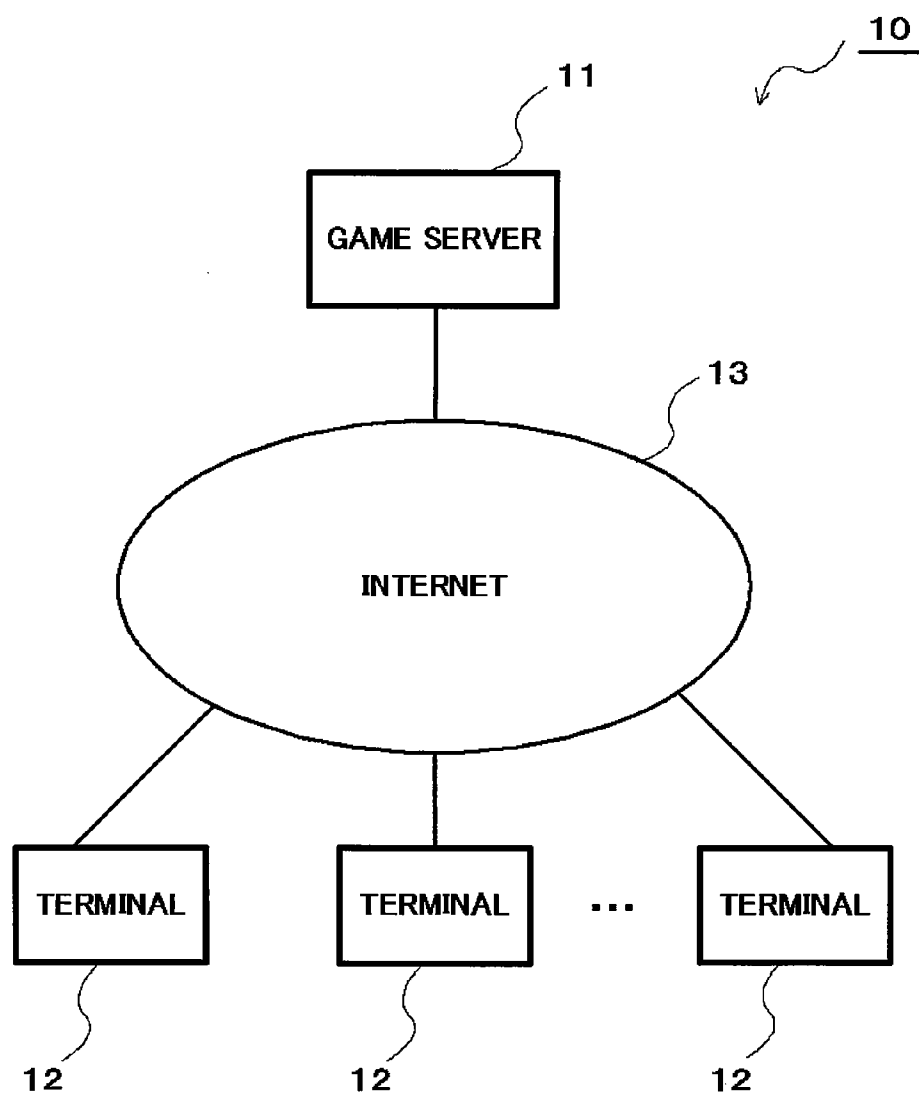 10
11
GAME SERVER
13
INTERNET
TERMINAL TERMINAL ... TERMINAL
12 12 12